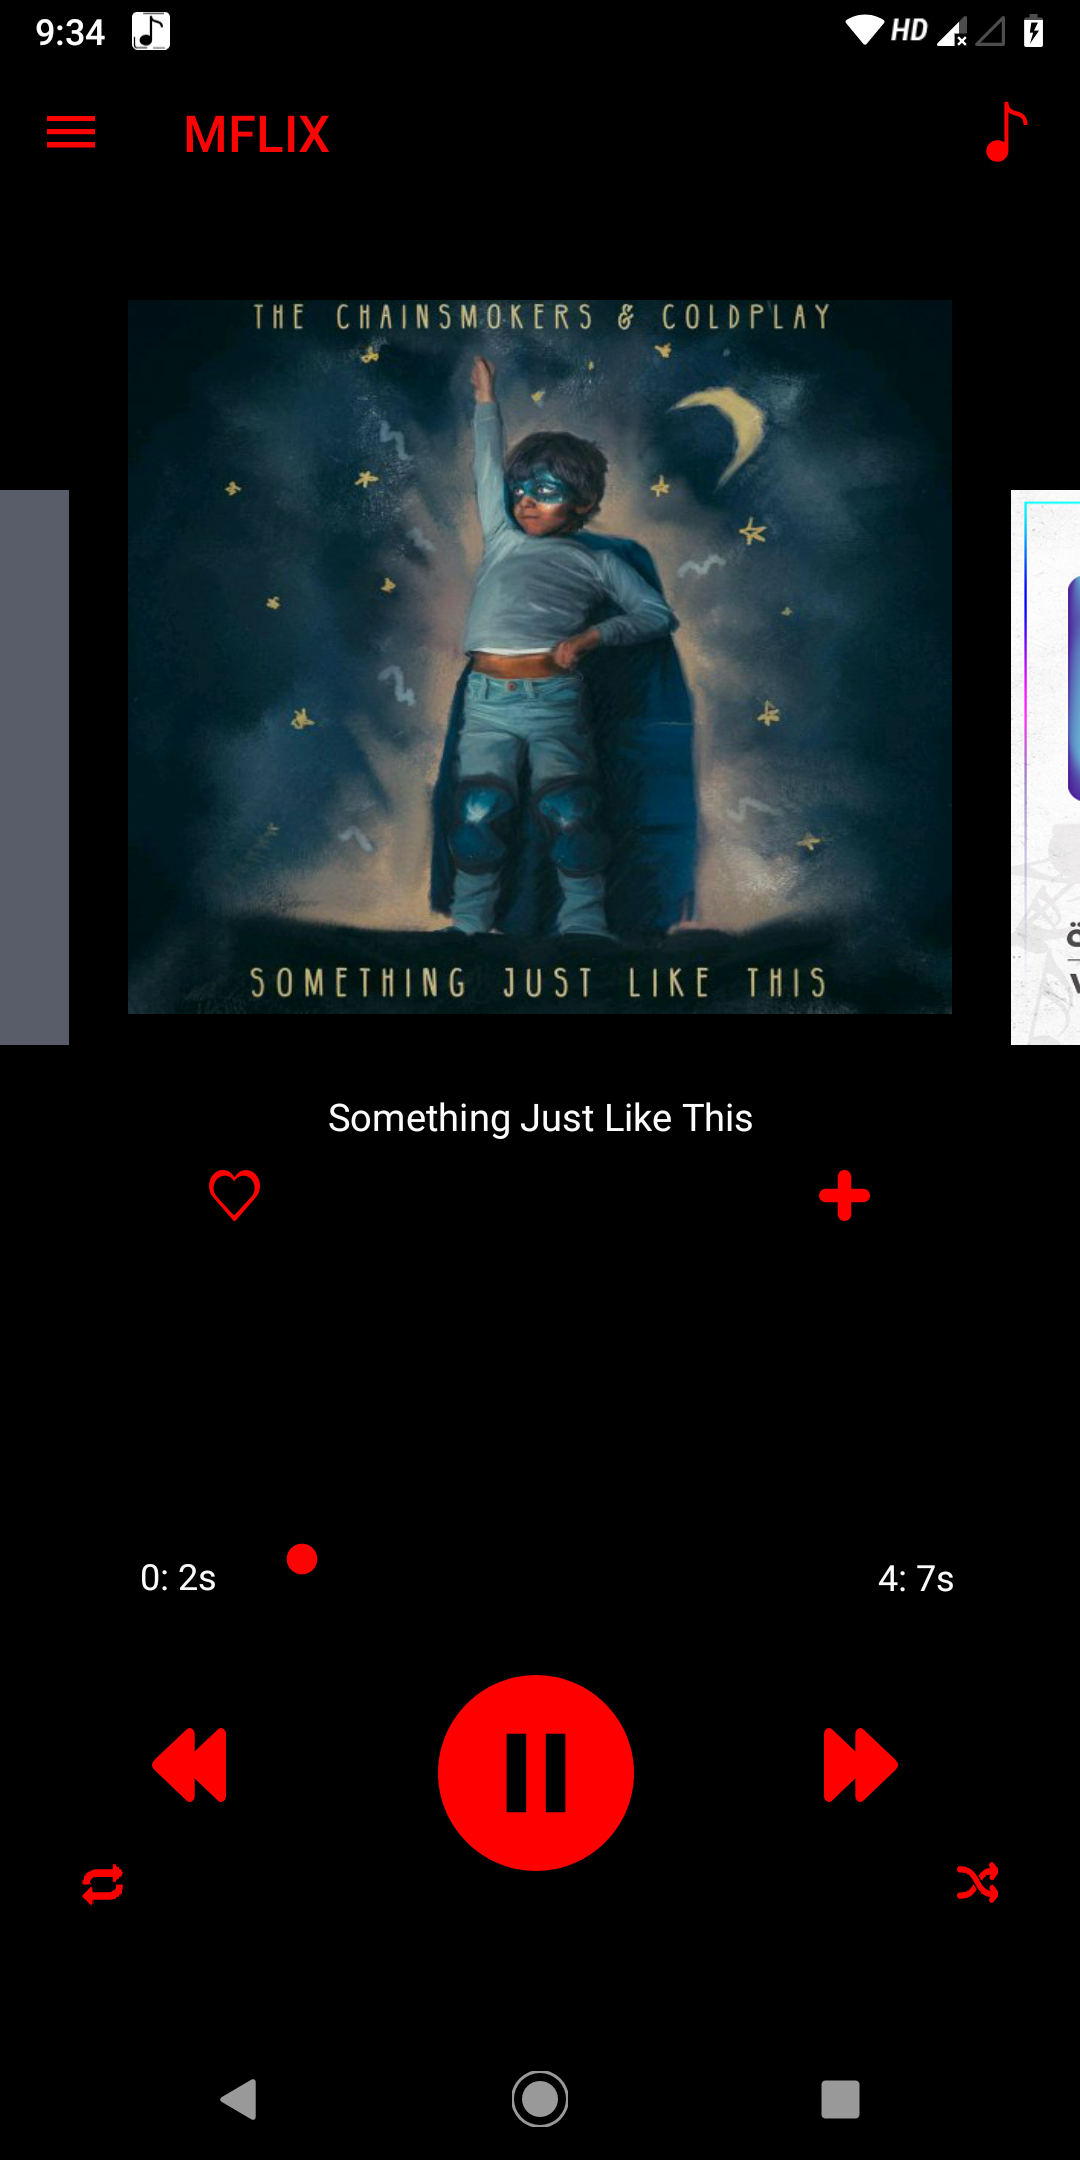 9:34 HD
MFLIX
THE CHAINSMOKERS & COLDPLAY
SOMETHING JUST LIKE THIS
Something Just Like This
0: 2s
4: 7s